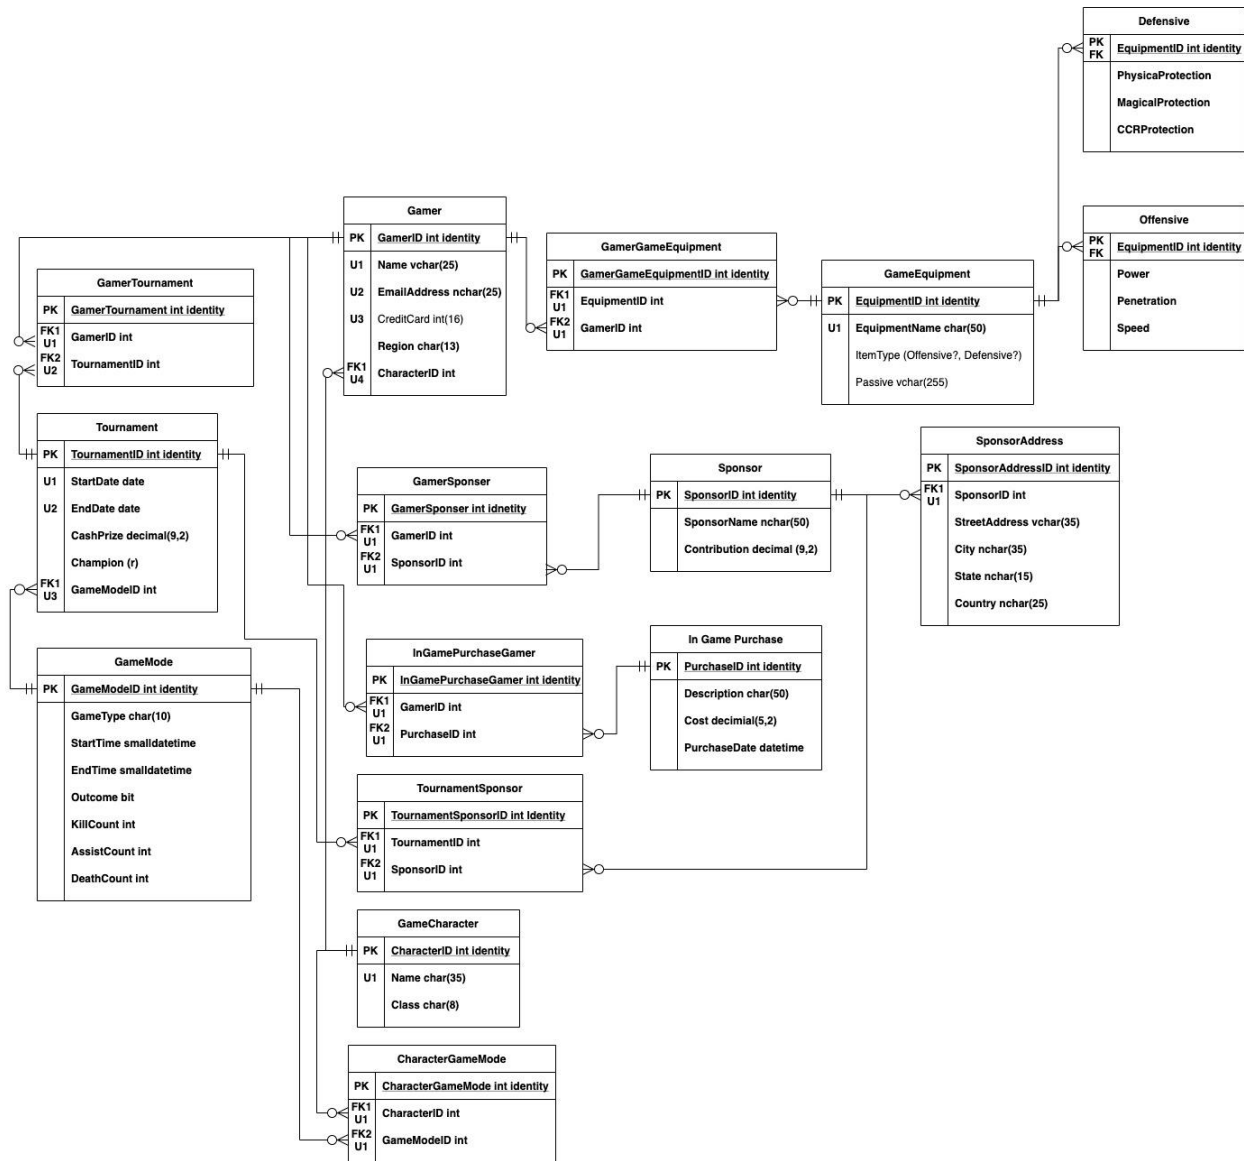 Defensive
PK
FK
EquipmentID int identity
PhysicaProtection
MagicalProtection
CCRProtection
Offensive
PK
FK
EquipmentID int identity
Power
Penetration
Speed
Gamer
PK GamerID int identity
U1 Name vchar(25)
U2 EmailAddress nchar(25)
U3 CreditCard int(16)
Region char(13)
FK1
U4
CharacterID int
GamerGameEquipment
PK GamerGameEquipmentID int identity
FK1
U1
EquipmentID int
FK2
U1
GamerID int
GameEquipment
PK EquipmentID int identity
U1 EquipmentName char(50)
ItemType (Offensive?, Defensive?)
Passive vchar(255)
GamerTournament
PK GamerTournament int identity
FK1
U1
GamerID int
FK2
U2
TournamentID int
Tournament
PK TournamentID int identity
U1 StartDate date
U2 EndDate date
CashPrize decimal(9,2)
Champion (r)
FK1
U3
GameModeID int
GamerSponser
PK GamerSponser int idnetity
FK1
U1
GamerID int
FK2
U1
SponsorID int
Sponsor
PK SponsorID int identity
SponsorName nchar(50)
Contribution decimal (9,2)
SponsorAddress
PK SponsorAddressID int identity
FK1
U1
SponsorID int
StreetAddress vchar(35)
City nchar(35)
State nchar(15)
Country nchar(25)
GameMode
PK GameModeID int identity
GameType char(10)
StartTime smalldatetime
EndTime smalldatetime
Outcome bit
KillCount int
AssistCount int
DeathCount int
InGamePurchaseGamer
PK InGamePurchaseGamer int identity
FK1
U1
GamerID int
FK2
U1
PurchaseID int
In Game Purchase
PK PurchaseID int identity
Description char(50)
Cost decimial(5,2)
PurchaseDate datetime
TournamentSponsor
PK TournamentSponsorID int Identity
FK1
U1
TournamentID int
FK2
U1
SponsorID int
GameCharacter
PK CharacterID int identity
U1 Name char(35)
Class char(8)
CharacterGameMode
PK CharacterGameMode int identity
FK1
U1
CharacterID int
FK2
U1
GameModeID int